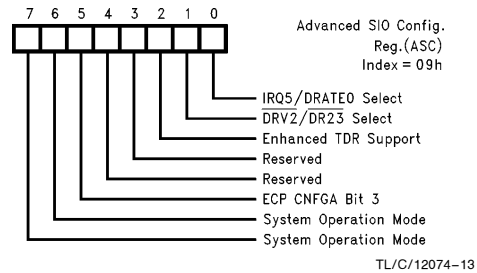 7 6 5 4 3 2 1 0
Advanced SIO Config.
Reg.(ASC)
Index = 09h
IRQ5/DRATE0 Select
DRV2/DR23 Select
Enhanced TDR Support
Reserved
Reserved
ECP CNFGA Bit 3
System Operation Mode
System Operation Mode
TL/C/12074–13